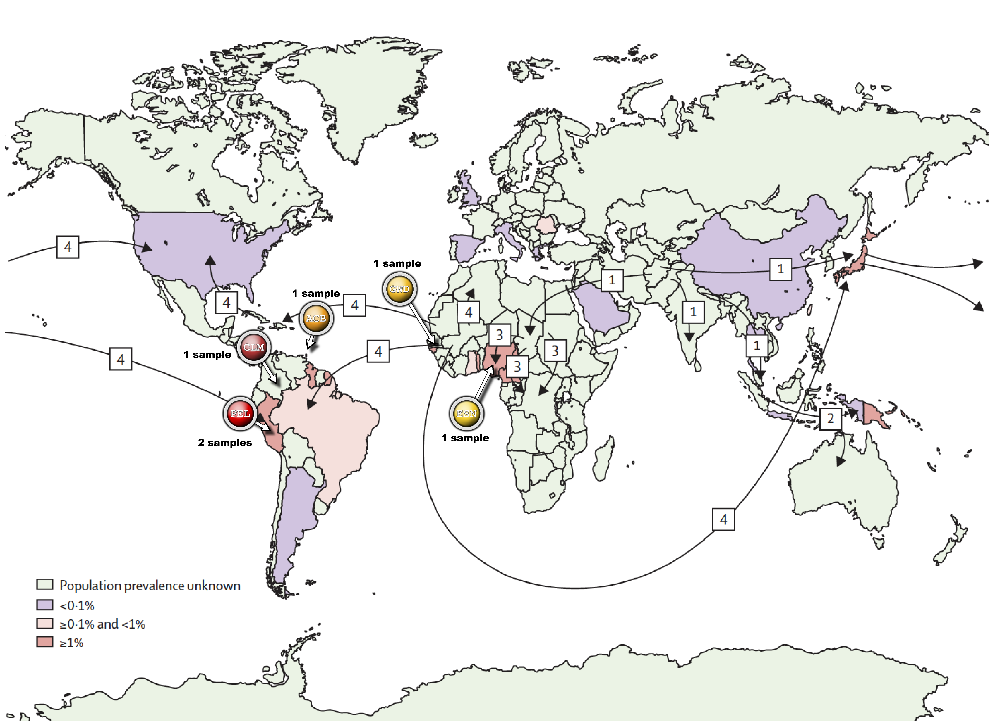 4
1 sample
1
1
4
1 sample
4
GWD
4
4
1
ACB
3
1
CLM
4
3
1 sample
4
3
PEL
ESN
2
1 sample
2 samples
4
Population prevalence unknown
<0·1%
≥0·1% and <1%
≥1%